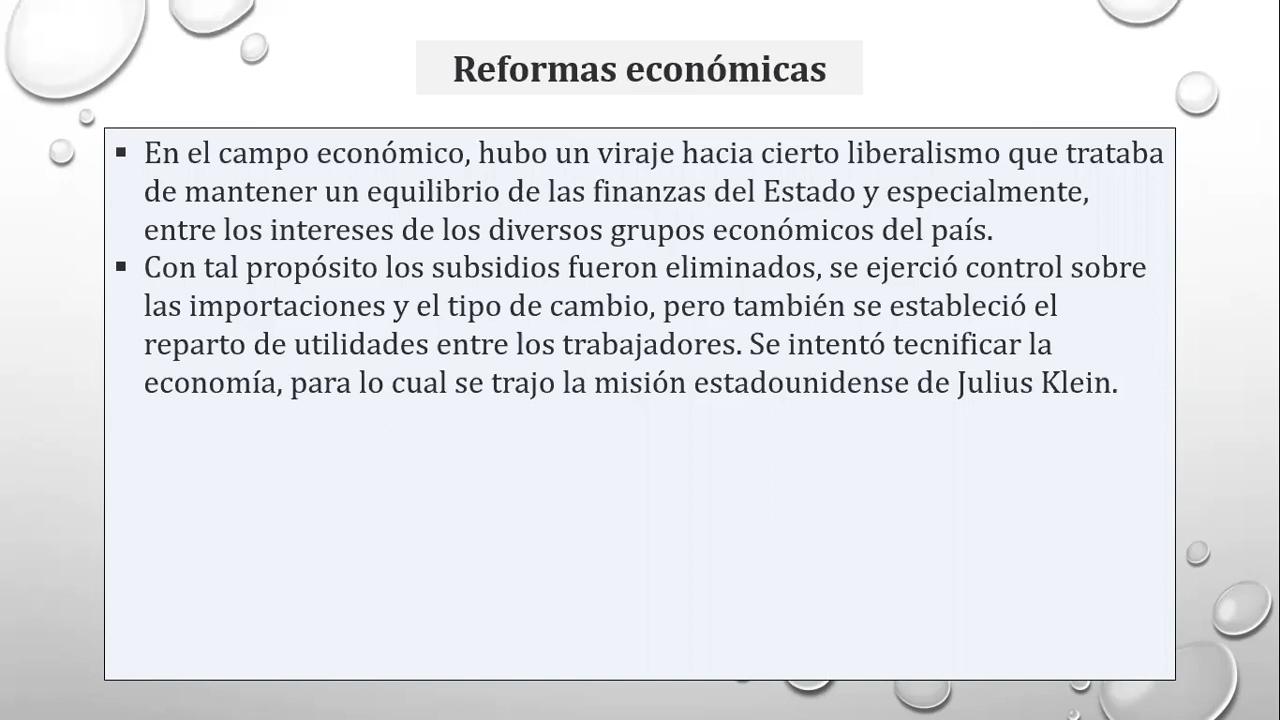 Reformas económicas
▪ En el campo económico, hubo un viraje hacia cierto liberalismo que trataba
de mantener un equilibrio de las finanzas del Estado y especialmente,
entre los intereses de los diversos grupos económicos del país.
▪ Con tal propósito los subsidios fueron eliminados, se ejerció control sobre
las importaciones y el tipo de cambio, pero también se estableció el
reparto de utilidades entre los trabajadores. Se intentó tecnificar la
economía, para lo cual se trajo la misión estadounidense de Julius Klein.